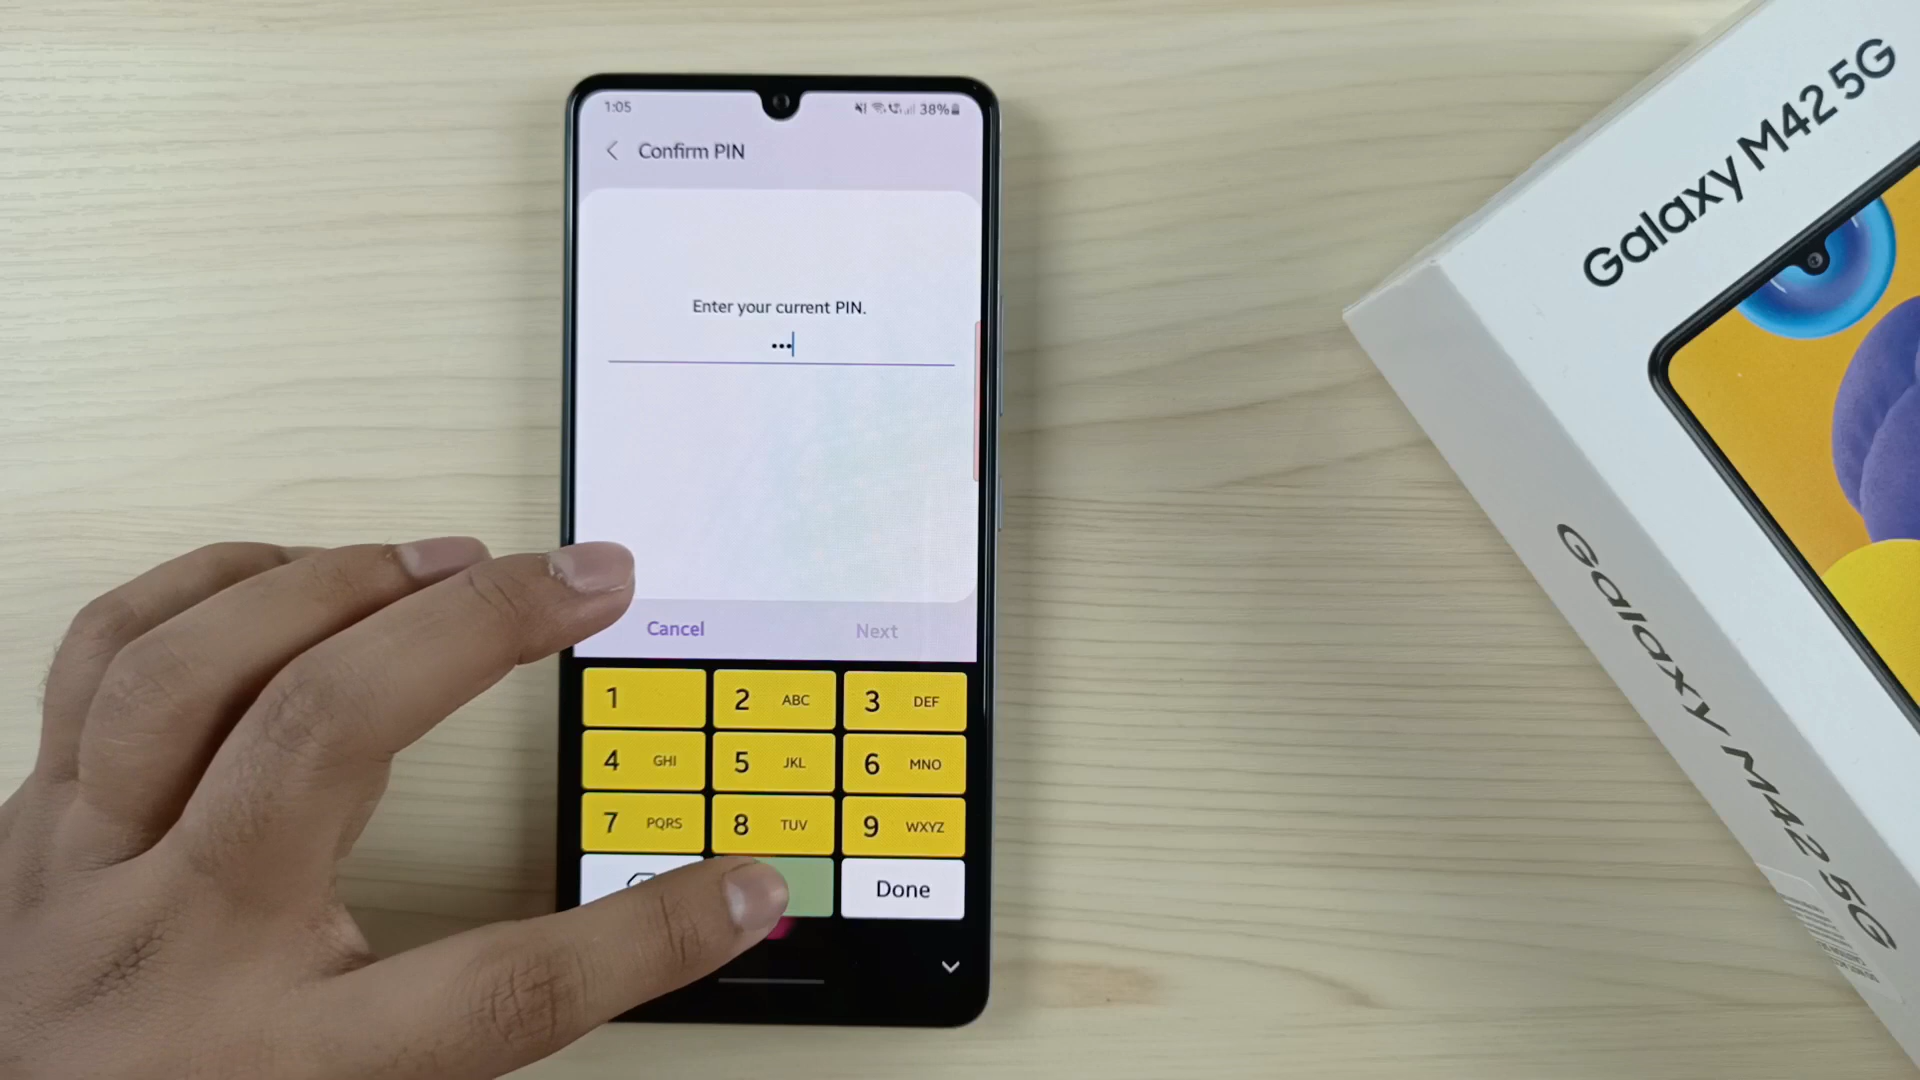 1:05
38%
Confirm PIN
Enter your current PIN.
•••
Cancel
Next
1
2 ABC
3 DEF
4 GHI
5 JKL
6 MNO
7 PQRS
8 TUV
9 WXYZ
Done
Galaxy M42 5G
Galaxy M42 5G